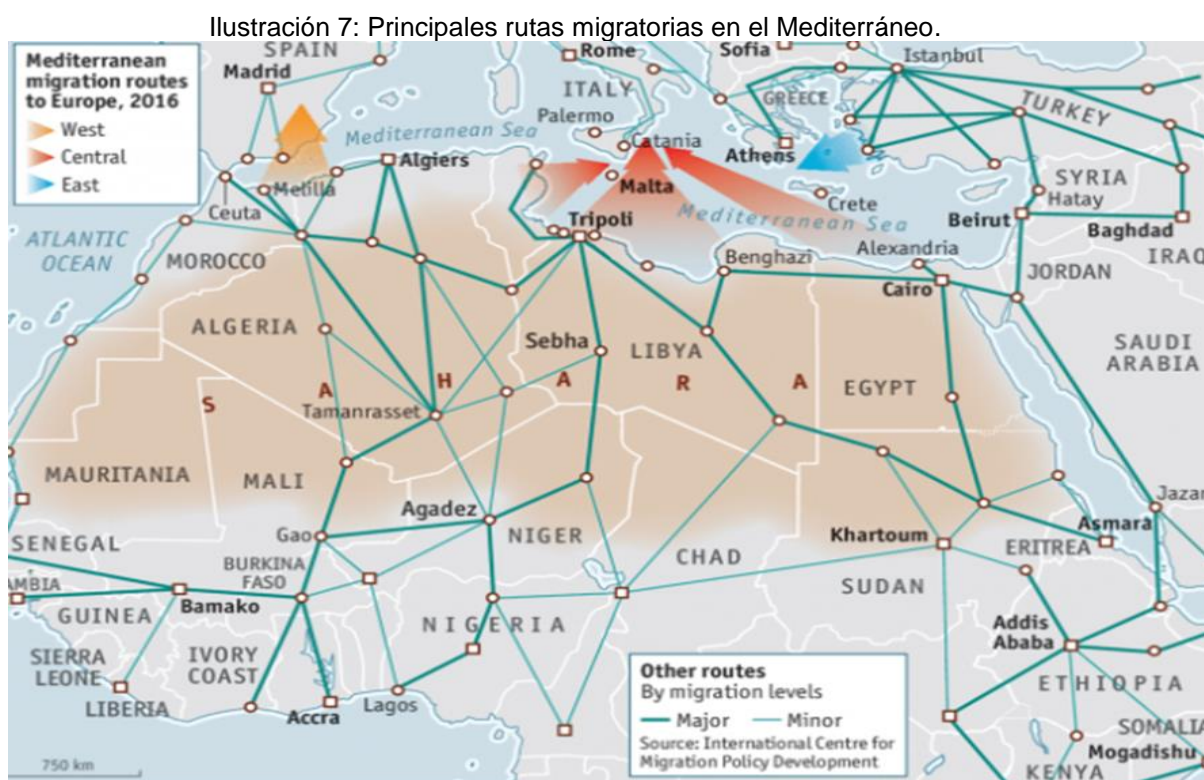 Ilustración 7: Principales rutas migratorias en el Mediterráneo.
Mediterranean
migration routes
to Europe, 2016
West
Central
East
SPAIN
Madrid
Rome
Sofia
Istanbul
ITALY
GREECE
TURKEY
Palermo
Mediterranean Sea
Catania
Athens
Algiers
Malta
SYRIA
Melilla
Hatay
Crete
Ceuta
Tripoli
Mediterranean Sea
Beirut
Baghdad
ATLANTIC
OCEAN
MOROCCO
Benghazi
Alexandria
IRAQ
JORDAN
Cairo
ALGERIA
Sebha
LIBYA
SAUDI
ARABIA
EGYPT
S A H A R A
Tamanrasset
MAURITANIA
MALI
Agadez
Jazan
Gao
NIGER
Khartoum
Asmara
SENEGAL
CHAD
ERITREA
BURKINA
FASO
AMBIA
SUDAN
Bamako
GUINEA
NIGERIA
Addis
Ababa
SIERRA
LEONE
IVORY
COAST
Other routes
By migration levels
Major
Minor
Source: International Centre for
Migration Policy Development
ETHIOPIA
LIBERIA
Accra
Lagos
SOMALIA
Mogadishu
KENYA
750 km